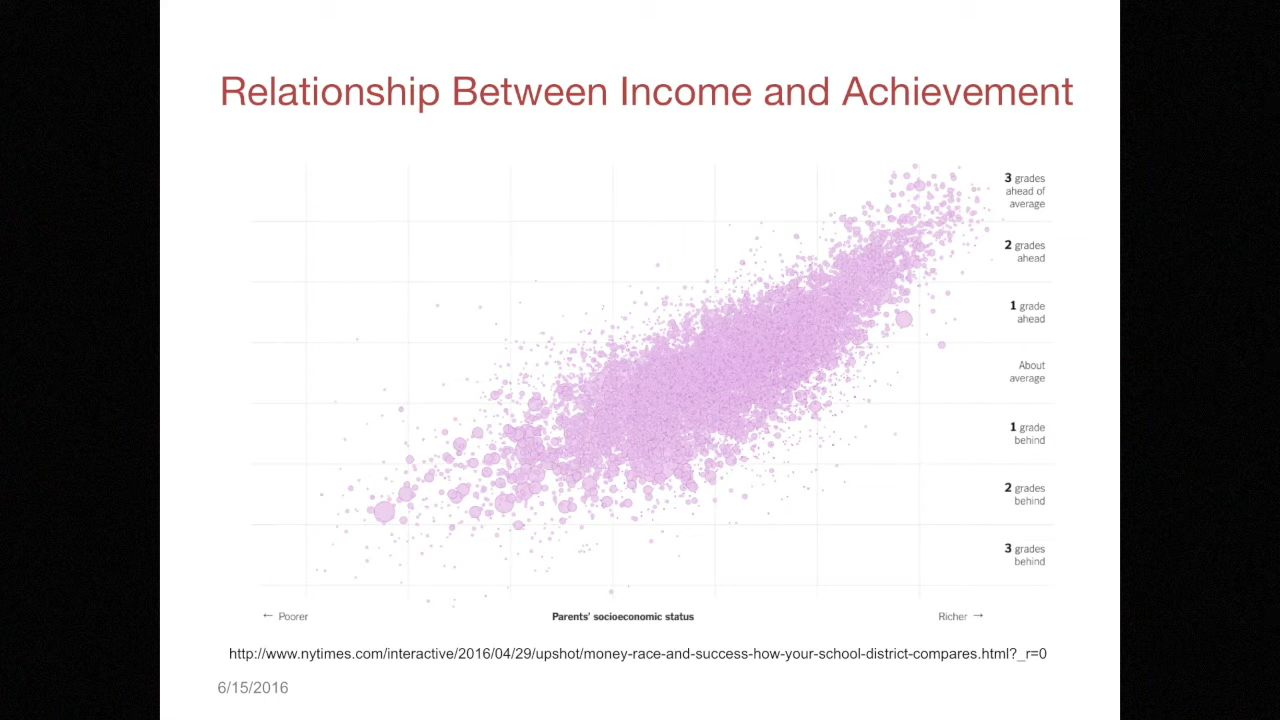 Relationship Between Income and Achievement
3 grades
ahead of
average
2 grades
ahead
1 grade
ahead
About
average
1 grade
behind
2 grades
behind
3 grades
behind
← Poorer
Parents' socioeconomic status
Richer →
http://www.nytimes.com/interactive/2016/04/29/upshot/money-race-and-success-how-your-school-district-compares.html?_r=0
6/15/2016